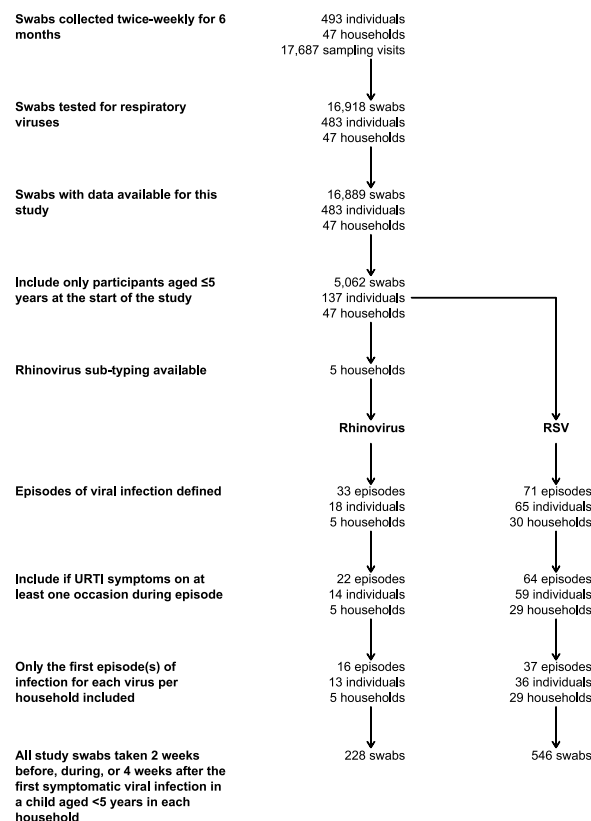 Swabs collected twice-weekly for 6
months
493 individuals
47 households
17,687 sampling visits
Swabs tested for respiratory
viruses
16,918 swabs
483 individuals
47 households
Swabs with data available for this
study
16,889 swabs
483 individuals
47 households
Include only participants aged ≤5
years at the start of the study
5,062 swabs
137 individuals
47 households
Rhinovirus sub-typing available
5 households
Rhinovirus
RSV
Episodes of viral infection defined
33 episodes
18 individuals
5 households
71 episodes
65 individuals
30 households
Include if URTI symptoms on at
least one occasion during episode
22 episodes
14 individuals
5 households
64 episodes
59 individuals
29 households
Only the first episode(s) of
infection for each virus per
household included
16 episodes
13 individuals
5 households
37 episodes
36 individuals
29 households
All study swabs taken 2 weeks
before, during, or 4 weeks after the
first symptomatic viral infection in
a child aged <5 years in each
household
228 swabs
546 swabs